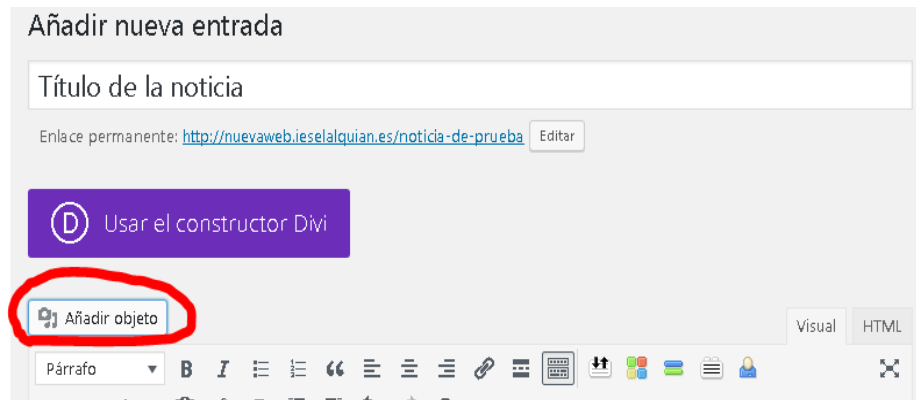 Añadir nueva entrada
Título de la noticia
Enlace permanente: http://nuevaweb.ieselalquian.es/noticia-de-prueba Editar
D Usar el constructor Divi
Añadir objeto
Visual HTML
Párrafo B I